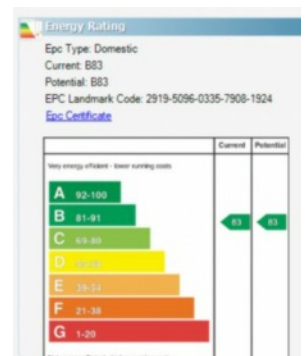 Energy Rating
Epc Type: Domestic
Current: B83
Potential: B83
EPC Landmark Code: 2919-5096-0335-7908-1924
Epc Certificate
Current Potential
Very energy efficient - lower running costs
A 92-100
B 81-91
83 83
C 69-80
D
E 39-54
F 21-38
G 1-20